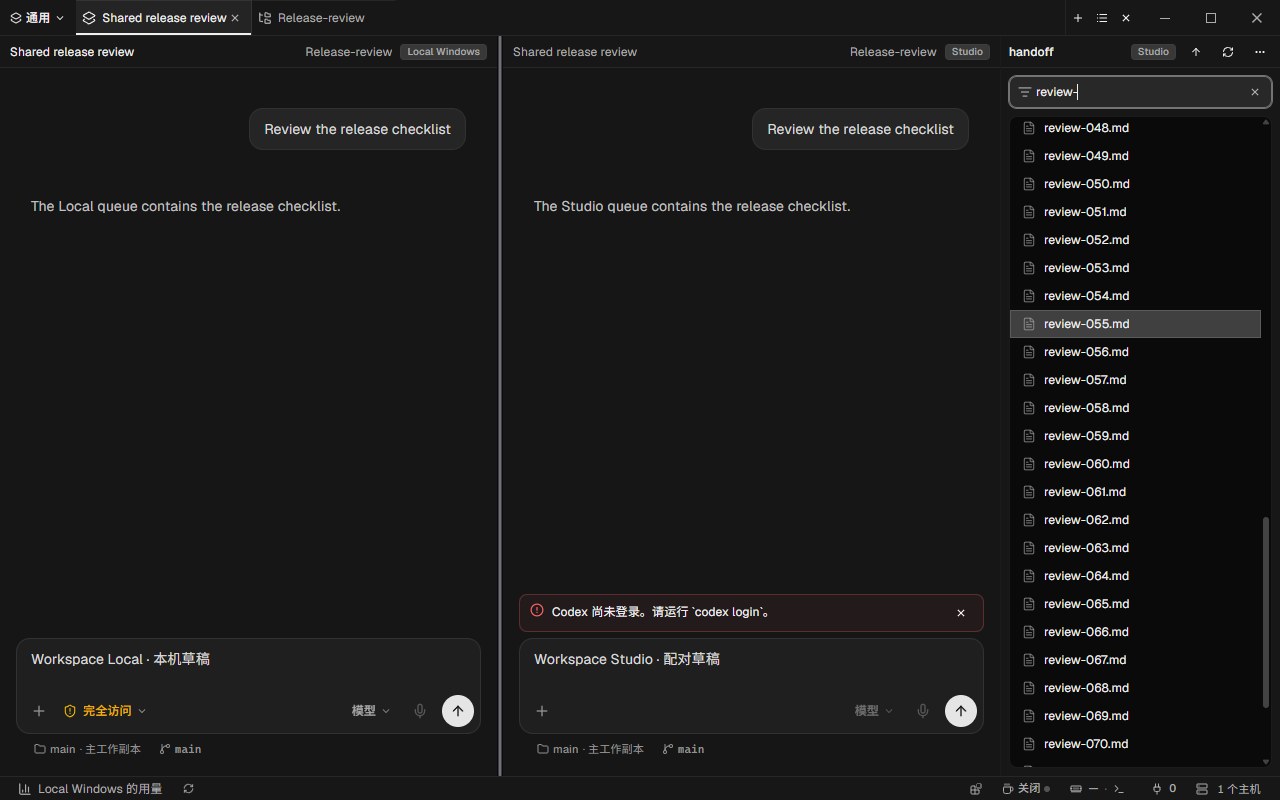 通用
Shared release review
Release-review
Shared release review
Release-review
Local Windows
Review the release checklist
The Local queue contains the release checklist.
Workspace Local · 本机草稿
完全访问
模型
main · 主工作副本
main
Shared release review
Release-review
Studio
Review the release checklist
The Studio queue contains the release checklist.
Codex 尚未登录。请运行 `codex login`。
Workspace Studio · 配对草稿
模型
main · 主工作副本
main
handoff
Studio
review-
review-048.md
review-049.md
review-050.md
review-051.md
review-052.md
review-053.md
review-054.md
review-055.md
review-056.md
review-057.md
review-058.md
review-059.md
review-060.md
review-061.md
review-062.md
review-063.md
review-064.md
review-065.md
review-066.md
review-067.md
review-068.md
review-069.md
review-070.md
Local Windows 的用量
关闭
— ·
0
1 个主机